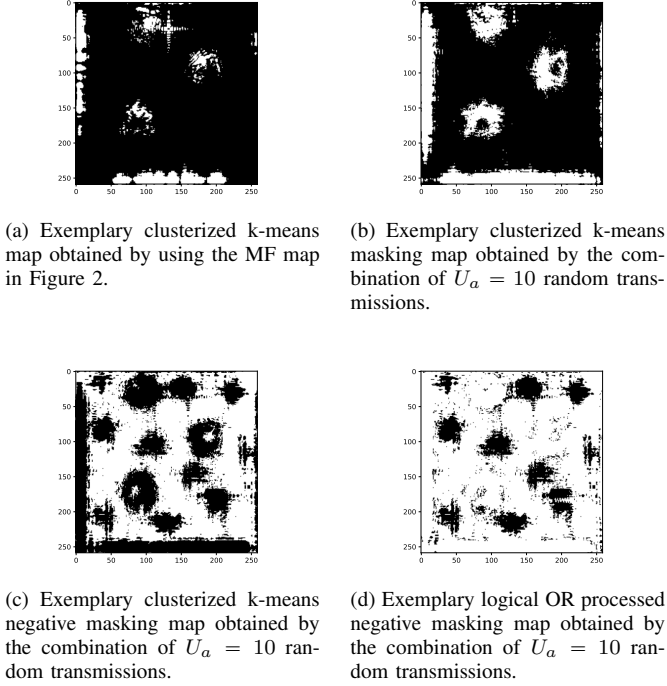 0
50
100
150
200
250
0 50 100 150 200 250
(a) Exemplary clusterized k-means
map obtained by using the MF map
in Figure 2.
0
50
100
150
200
250
0 50 100 150 200 250
(b) Exemplary clusterized k-means
masking map obtained by the com-
bination of U_a = 10 random trans-
missions.
0
50
100
150
200
250
0 50 100 150 200 250
(c) Exemplary clusterized k-means
negative masking map obtained by
the combination of U_a = 10 ran-
dom transmissions.
0
50
100
150
200
250
0 50 100 150 200 250
(d) Exemplary logical OR processed
negative masking map obtained by
the combination of U_a = 10 ran-
dom transmissions.